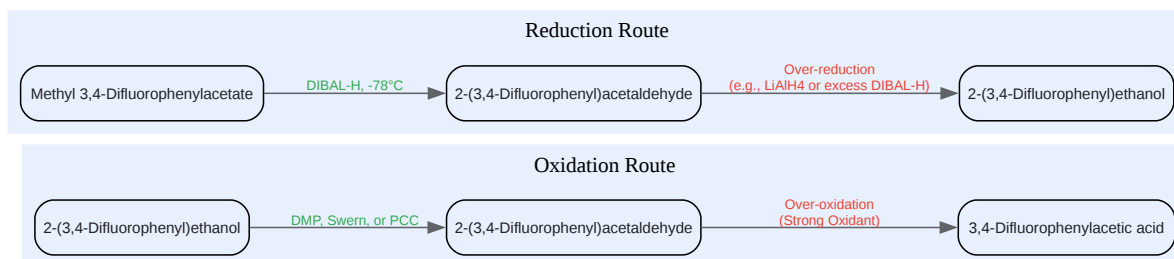 Reduction Route
Methyl 3,4-Difluorophenylacetate
DIBAL-H, -78°C
2-(3,4-Difluorophenyl)acetaldehyde
Over-reduction
(e.g., LiAlH4 or excess DIBAL-H)
2-(3,4-Difluorophenyl)ethanol
Oxidation Route
2-(3,4-Difluorophenyl)ethanol
DMP, Swern, or PCC
2-(3,4-Difluorophenyl)acetaldehyde
Over-oxidation
(Strong Oxidant)
3,4-Difluorophenylacetic acid